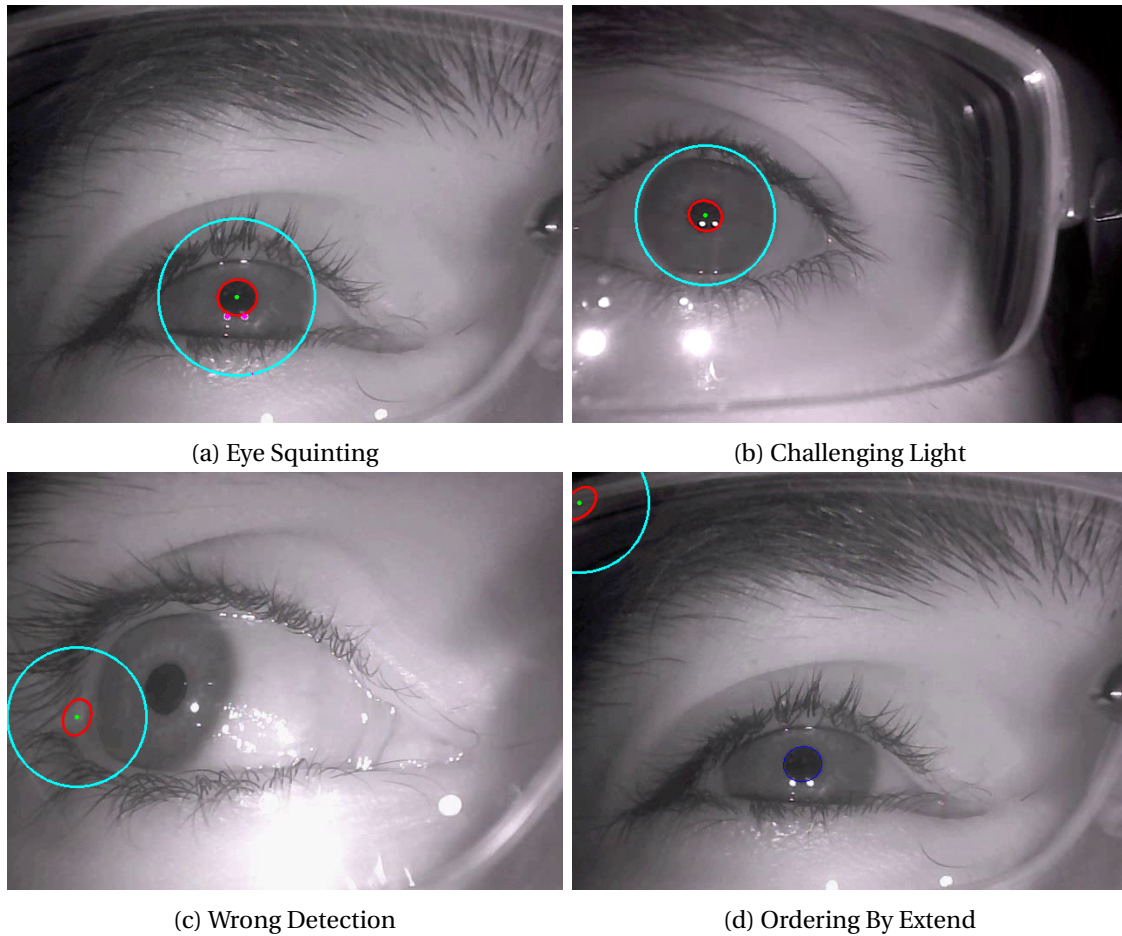 (a) Eye Squinting
(b) Challenging Light
(c) Wrong Detection
(d) Ordering By Extend